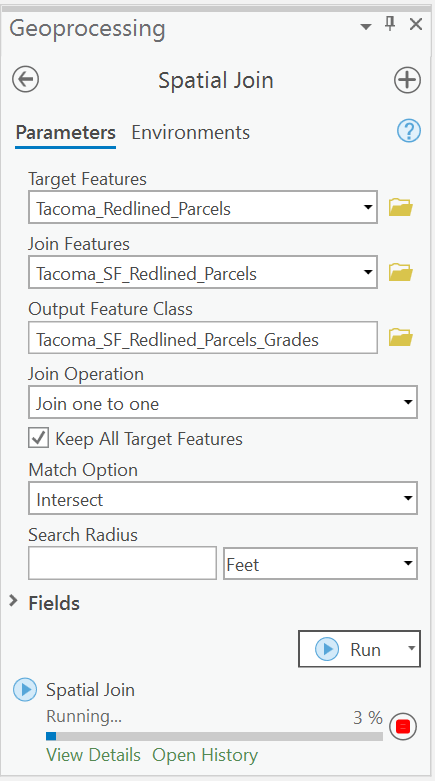 Geoprocessing
Spatial Join
Parameters Environments
Target Features
Tacoma_Redlined_Parcels
Join Features
Tacoma_SF_Redlined_Parcels
Output Feature Class
Tacoma_SF_Redlined_Parcels_Grades
Join Operation
Join one to one
Keep All Target Features
Match Option
Intersect
Search Radius
Feet
Fields
Run
Spatial Join
Running... 3 %
View Details Open History